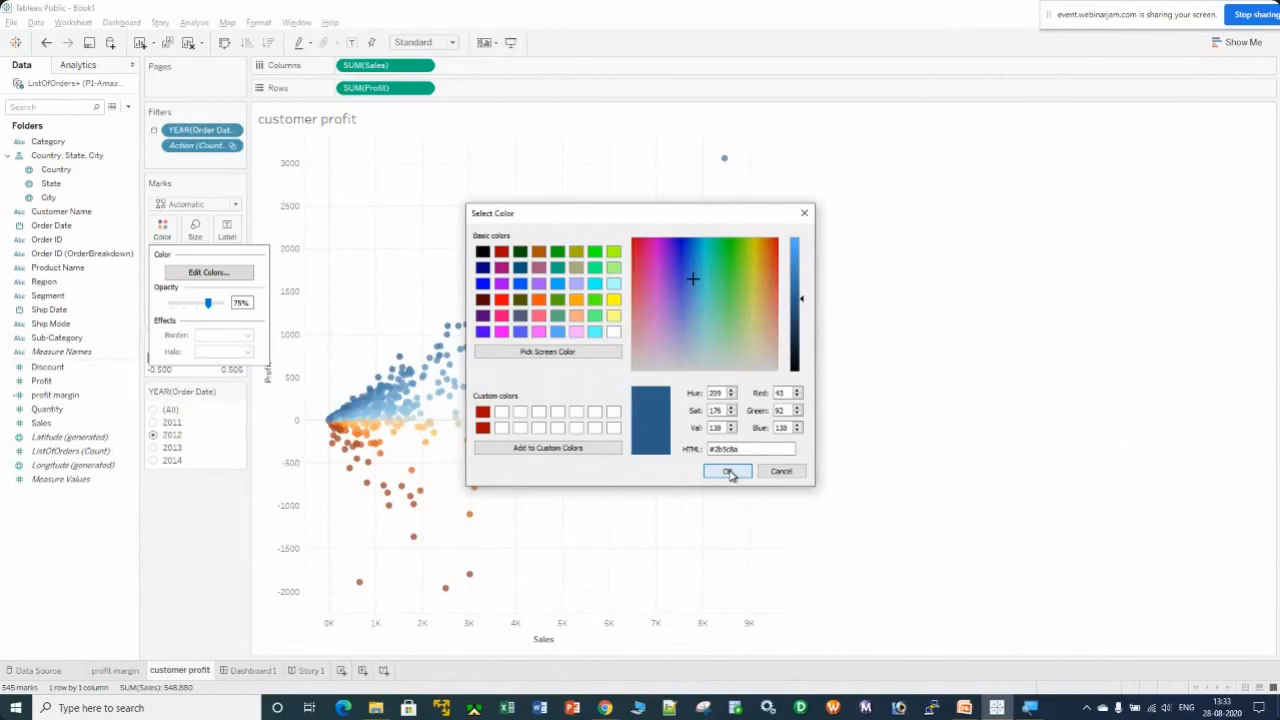 Tableau Public - Book1
event.webinarjam.com is sharing your screen.
Stop sharing
File Data Worksheet Dashboard Story Analysis Map Format Window Help
Standard
Show Me
Data Analytics
Pages
Columns SUM(Sales)
ListOfOrders+ (P1-Amaz...
Rows SUM(Profit)
Search
Filters
customer profit
Folders
YEAR(Order Dat..
Action (Count..
Category
Country, State, City
Country
State
City
Customer Name
Order Date
Order ID
Order ID (OrderBreakdown)
Product Name
Region
Segment
Ship Date
Ship Mode
Sub-Category
Measure Names
Discount
Profit
profit margin
Quantity
Sales
Latitude (generated)
ListOfOrders (Count)
Longitude (generated)
Measure Values
Marks
Automatic
Color Size Label
Color
Edit Colors...
Opacity
75%
Effects
Border:
Halo:
-0.500 0.505
YEAR(Order Date)
(All)
2011
2012
2013
2014
3000
2500
2000
1500
1000
500
0
-500
-1000
-1500
-2000
0K 1K 2K 3K 4K 5K 6K 7K 8K 9K
Sales
Select Color
Basic colors
Pick Screen Color
Custom colors
Add to Custom Colors
Hue: 209 Red: 43
Sat: 175 Green: 92
Val: 138 Blue: 138
HTML: #2b5c8a
OK Cancel
Data Source profit margin customer profit Dashboard 1 Story 1
545 marks 1 row by 1 column SUM(Sales): 548,880
Type here to search
13:33
28-08-2020